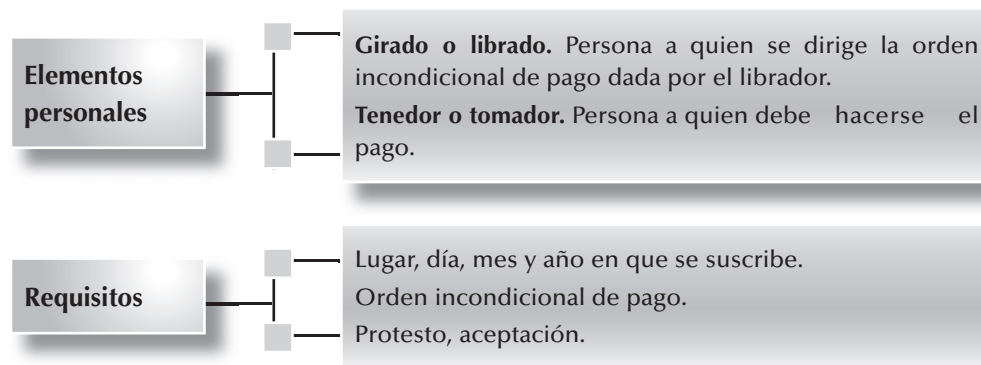 Elementos
personales
Girado o librado. Persona a quien se dirige la orden
incondicional de pago dada por el librador.
Tenedor o tomador. Persona a quien debe hacerse el
pago.
Requisitos
Lugar, día, mes y año en que se suscribe.
Orden incondicional de pago.
Protesto, aceptación.